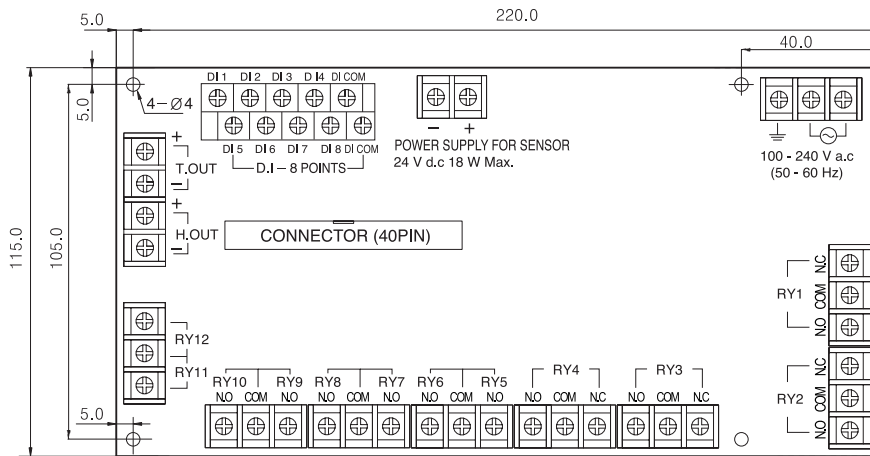 5.0
220.0
40.0
5.0
4-Ø4
DI 1 DI 2 DI 3 DI4 DI COM
DI 5 DI 6 DI 7 DI 8 DI COM
D.I – 8 POINTS
– +
POWER SUPPLY FOR SENSOR
24 V d.c 18 W Max.
100 - 240 V a.c
(50 - 60 Hz)
+
T.OUT
–
+
H.OUT
–
CONNECTOR (40PIN)
115.0
105.0
N.C
RY1 COM
N.O
RY12
RY11
N.C
RY2 COM
N.O
RY10 RY9 RY8 RY7 RY6 RY5 RY4 RY3
N.O COM N.O N.O COM N.O N.O COM N.O N.O COM N.C N.O COM N.C
5.0